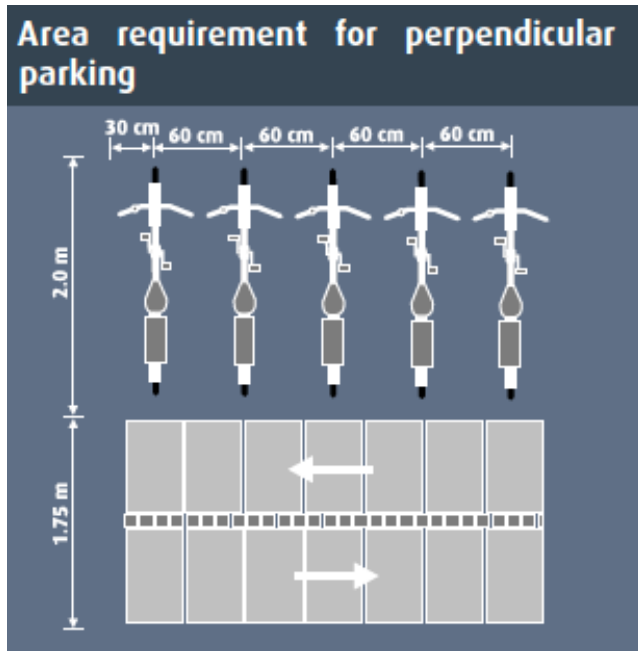 Area requirement for perpendicular
parking
30 cm
60 cm
60 cm
60 cm
60 cm
2.0 m
1.75 m